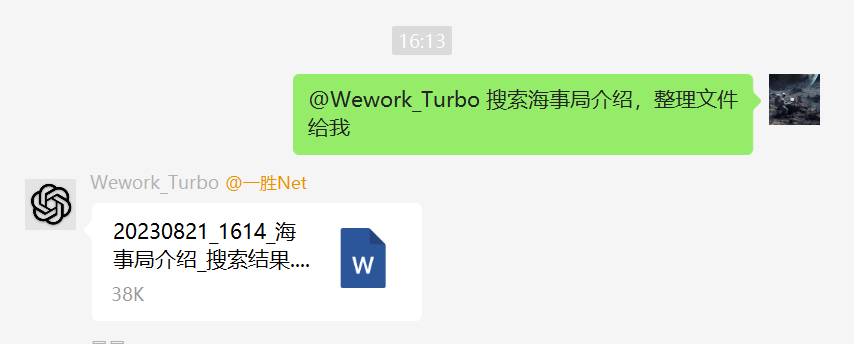 16:13
@Wework_Turbo 搜索海事局介绍，整理文件
给我
Wework_Turbo @一胜Net
20230821_1614_海
事局介绍_搜索结果....
W
38K